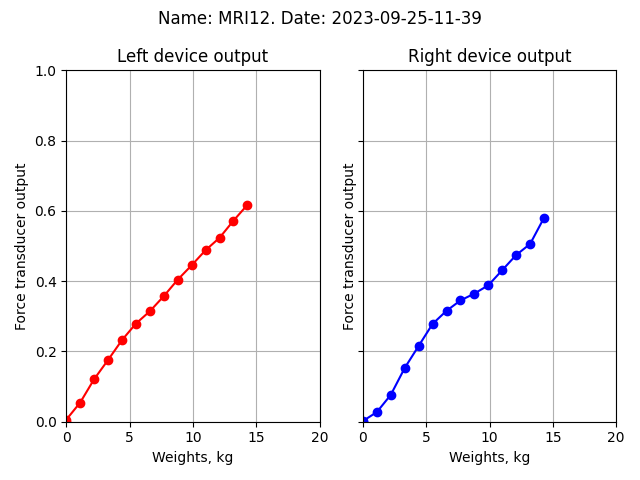 Name: MRI12. Date: 2023-09-25-11-39
Left device output
Right device output
1.0
0.8
0.6
0.4
0.2
0.0
Force transducer output
Force transducer output
0 5 10 15 20
0 5 10 15 20
Weights, kg
Weights, kg